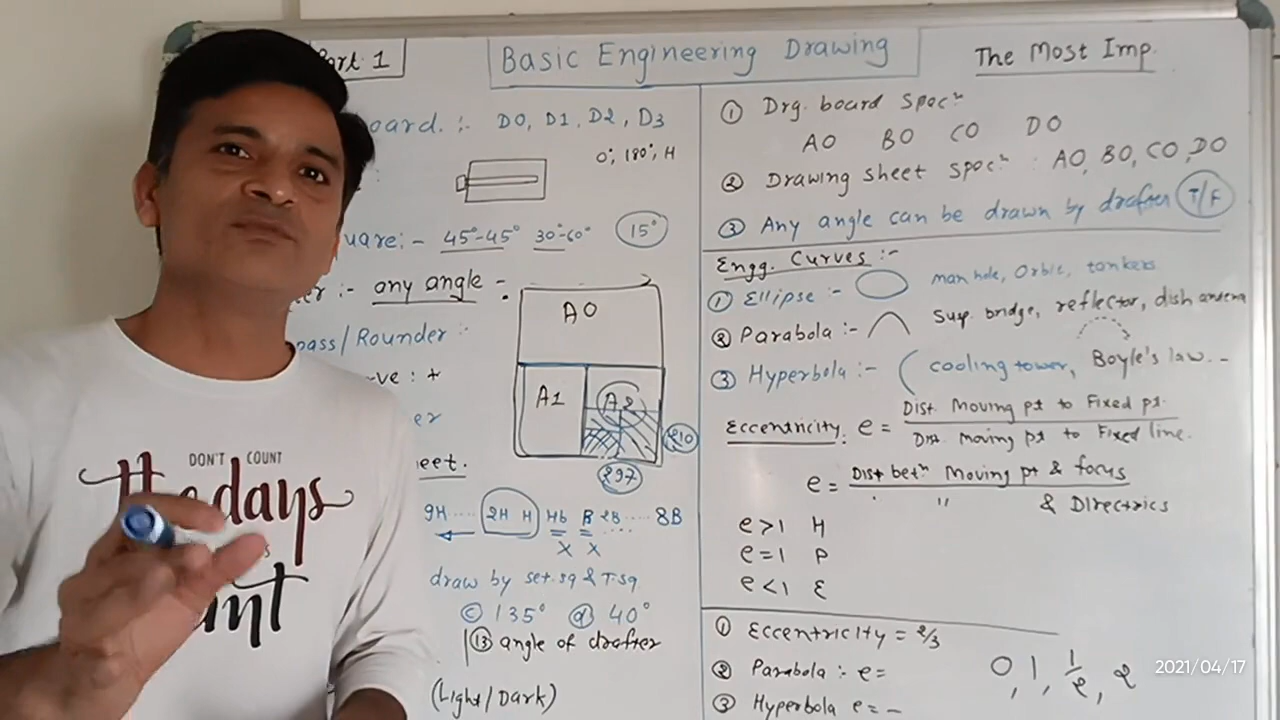 Part 1
Basic Engineering Drawing
The Most Imp.
oard. :- D0, D1, D2, D3
0°, 180°, H
uare:- 45°-45° 30°-60° 15°
er :- any angle -
pass/Rounder :-
ve : +
er
eet.
A0
A1
A2
210
297
9H ..... 2H H Hb B 2B ..... 8B
X X
draw by set.sq & T.sq
c 135° d 40°
13 angle of drafter
(Light/Dark)
1 Drg. board Specn
A0 B0 C0 D0
2 Drawing sheet specn : A0, B0, C0, D0
3 Any angle can be drawn by drafter T/F
Engg. Curves :-
1 Ellipse :- man hole, Orbit, tankers
2 Parabola :- Sup. bridge, reflector, dish antena
3 Hyperbola :- cooling tower, Boyle's law. --
Eccentricity: e = Dist. Moving pt to Fixed pt.
Dist. moving pt to Fixed line.
e = Dist betn Moving pt & focus
" & Directrics
e>1 H
e=1 P
e<1 E
1 Eccentricity = 2/3
2 Parabola :- e=
3 Hyperbola e = -
0, 1, 1/2, 2
2021/04/17
DON'T COUNT
the days